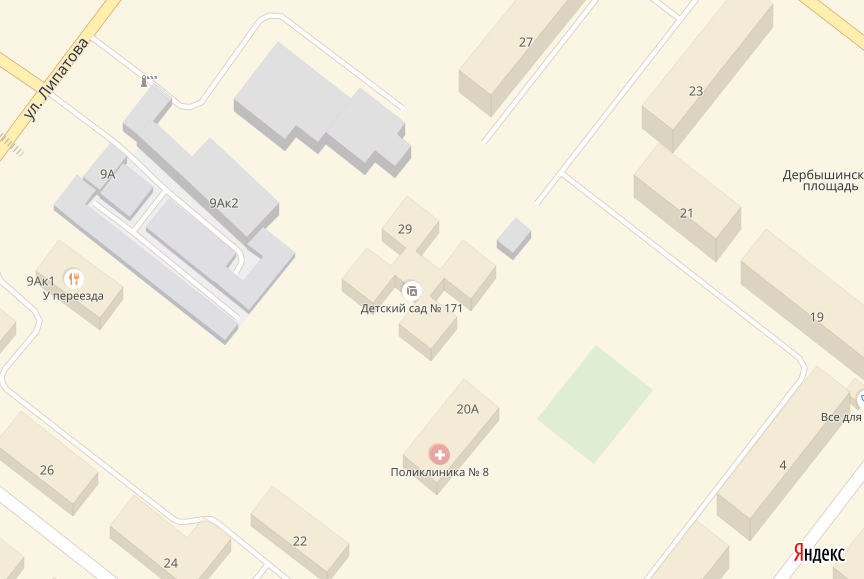 27
23
ул. Липатова
9А
9Ак2
Дербышинск
площадь
21
29
9Ак1
У переезда
Детский сад № 171
19
20А
Все для
Поликлиника № 8
26
4
22
24
Яндекс